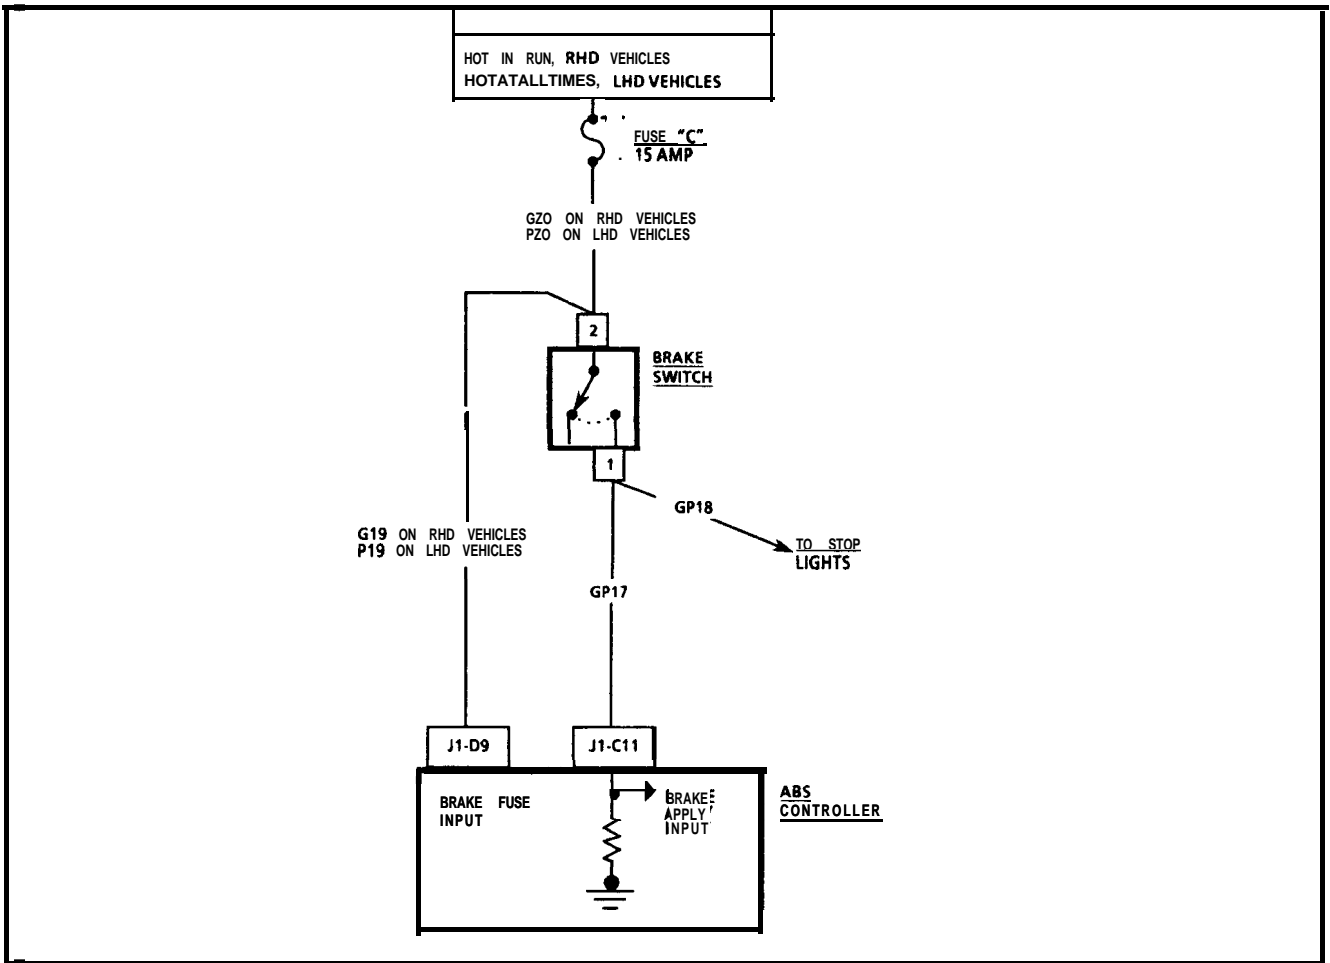 HOT IN RUN, RHD VEHICLES
HOTATALLTIMES, LHD VEHICLES
FUSE "C"
15 AMP
GZO ON RHD VEHICLES
PZO ON LHD VEHICLES
2
BRAKE
SWITCH
1
GP18
TO STOP
LIGHTS
G19 ON RHD VEHICLES
P19 ON LHD VEHICLES
GP17
J1-D9
J1-C11
BRAKE FUSE
INPUT
BRAKE
APPLY
INPUT
ABS
CONTROLLER